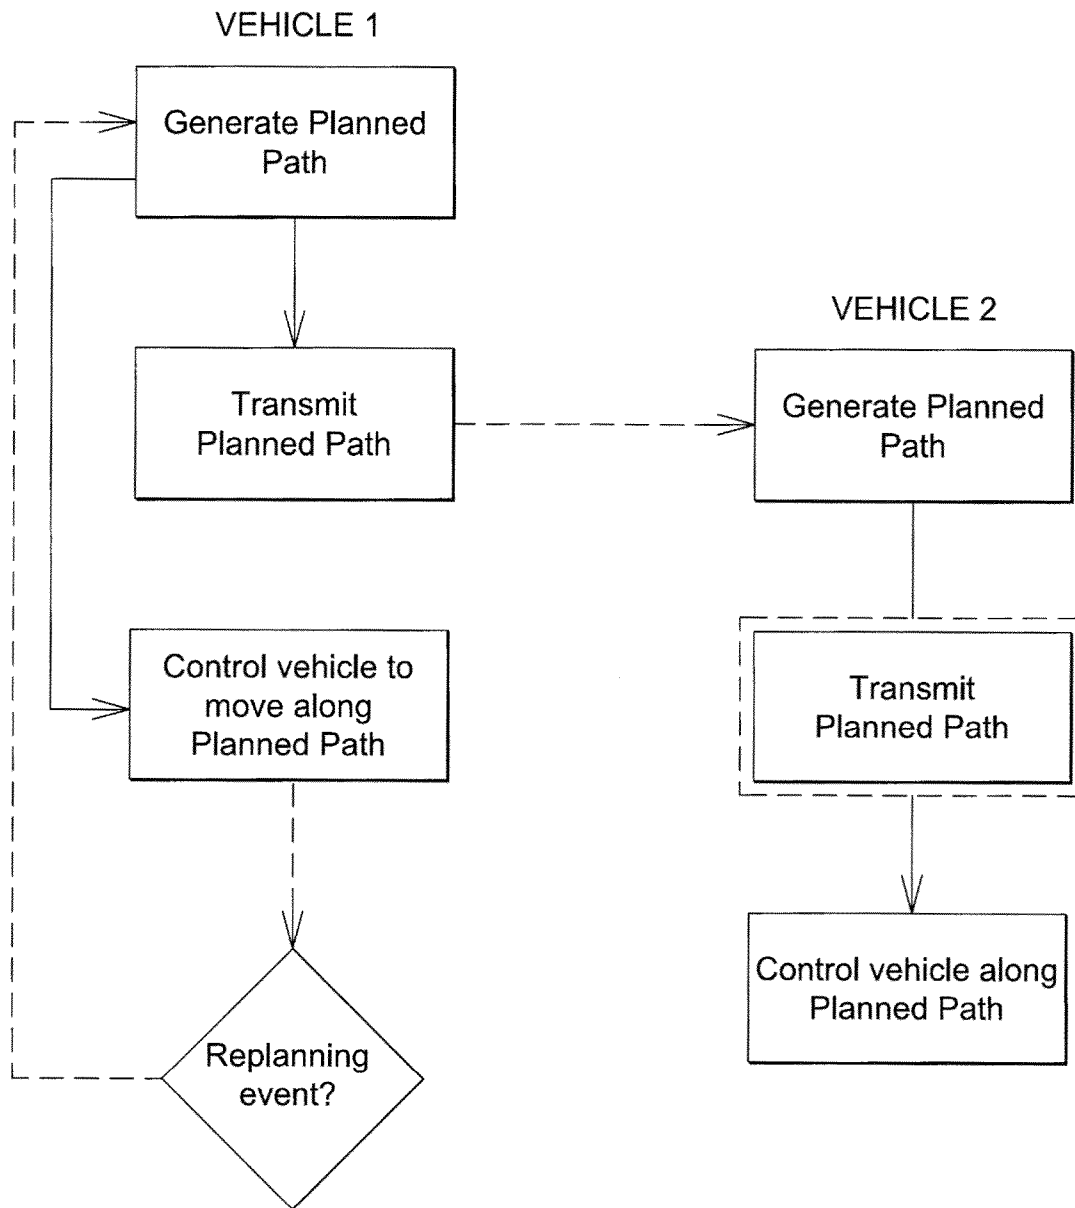 VEHICLE 1
Generate Planned
Path
Transmit
Planned Path
Control vehicle to
move along
Planned Path
Replanning
event?
VEHICLE 2
Generate Planned
Path
Transmit
Planned Path
Control vehicle along
Planned Path